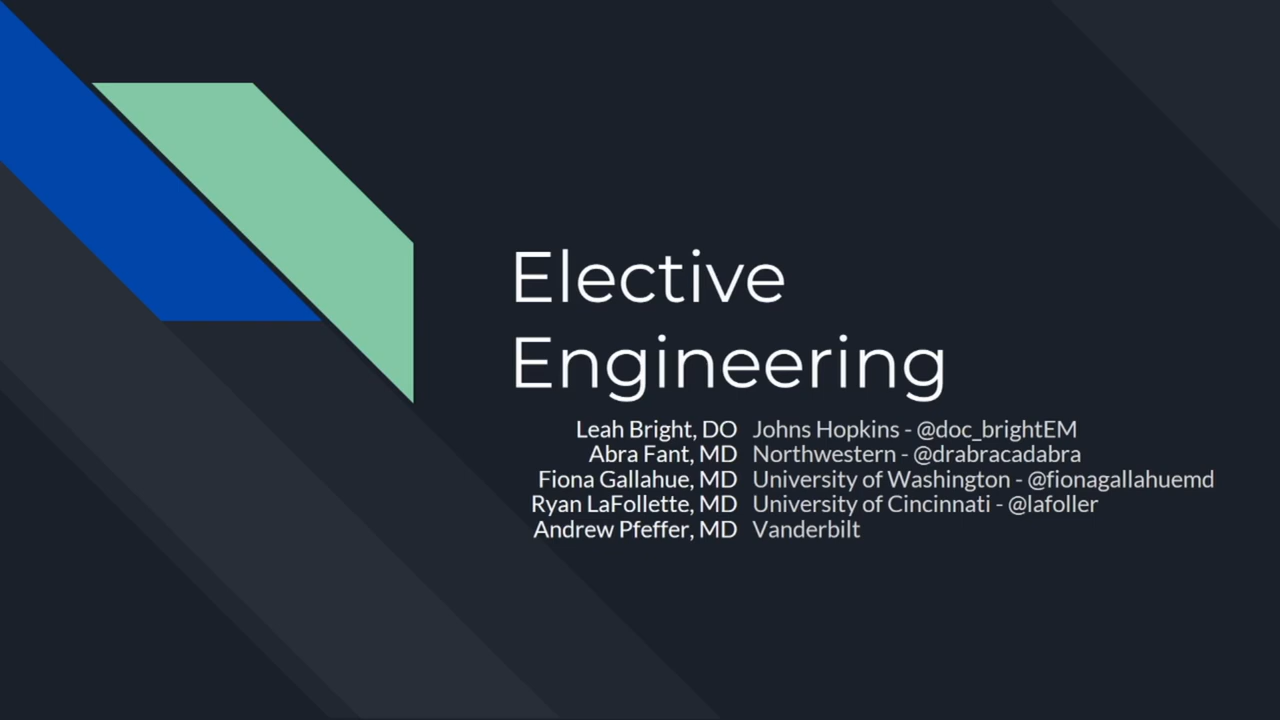 Elective
Engineering
Leah Bright, DO Johns Hopkins - @doc_brightEM
Abra Fant, MD Northwestern - @drabracadabra
Fiona Gallahue, MD University of Washington - @fionagallahuemd
Ryan LaFollette, MD University of Cincinnati - @lafoller
Andrew Pfeffer, MD Vanderbilt